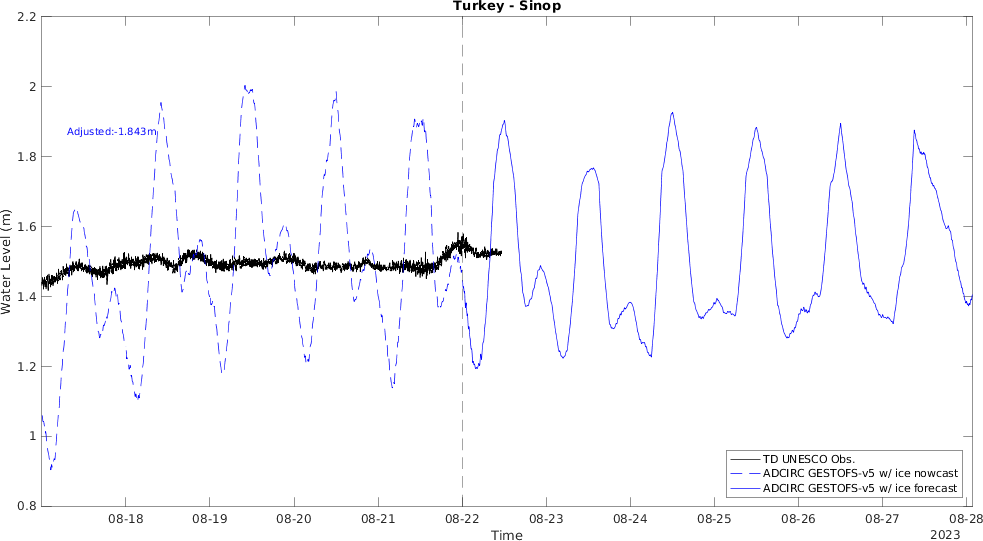 Turkey - Sinop
2.2
2
1.8
1.6
1.4
1.2
1
0.8
Water Level (m)
Adjusted:-1.843m
TD UNESCO Obs.
ADCIRC GESTOFS-v5 w/ ice nowcast
ADCIRC GESTOFS-v5 w/ ice forecast
08-18 08-19 08-20 08-21 08-22 08-23 08-24 08-25 08-26 08-27 08-28
Time
2023